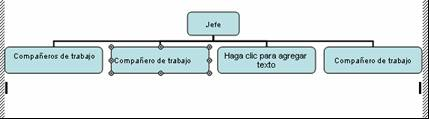 Jefe
Compañeros de trabajo
Compañero de trabajo
Haga clic para agregar
texto
Compañero de trabajo